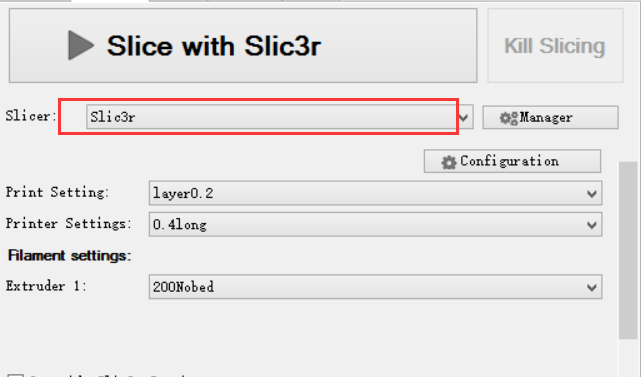 Slice with Slic3r
Kill Slicing
Slicer: Slic3r Manager
Configuration
Print Setting: layer0.2
Printer Settings: 0.4long
Filament settings:
Extruder 1: 200Nobed